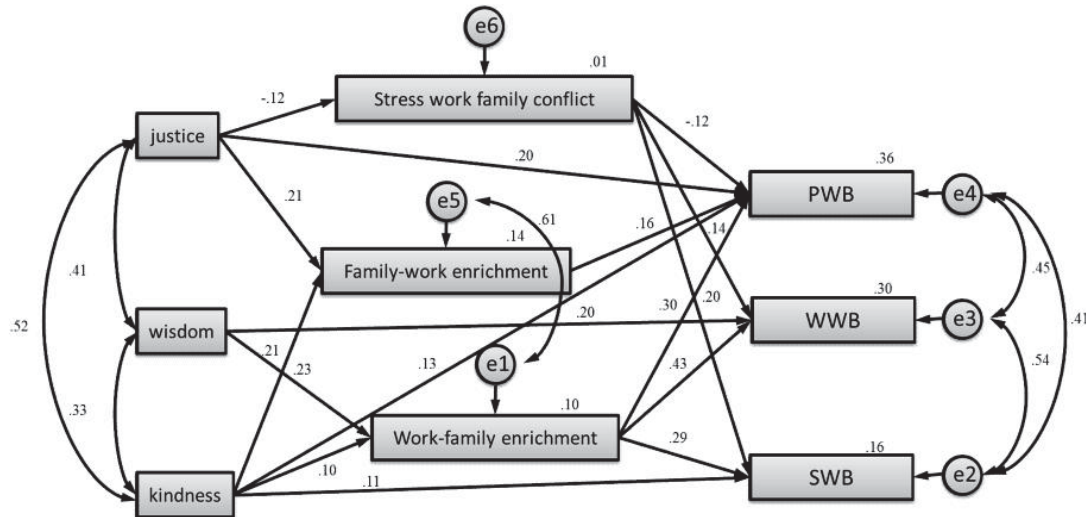 e6
.01
Stress work family conflict
-.12
-.12
justice
.20
.36
PWB
e4
.21
e5
.61
.14
.16
.14
Family-work enrichment
.41
.45
.30
.20
.30
.52
wisdom
.20
WWB
e3
.41
.21
.23
.13
e1
.43
.54
.33
.10
Work-family enrichment
.29
.16
.10
kindness
.11
SWB
e2